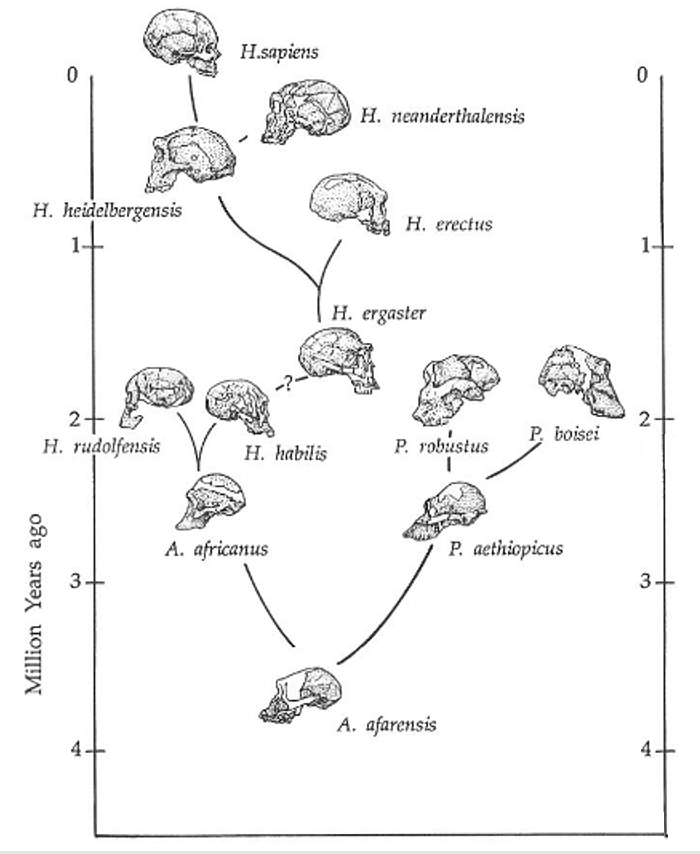 H.sapiens
0
0
H. neanderthalensis
H. heidelbergensis
H. erectus
1
1
H. ergaster
?
2
2
H. rudolfensis
H. habilis
P. robustus
P. boisei
A. africanus
P. aethiopicus
3
3
Million Years ago
A. afarensis
4
4